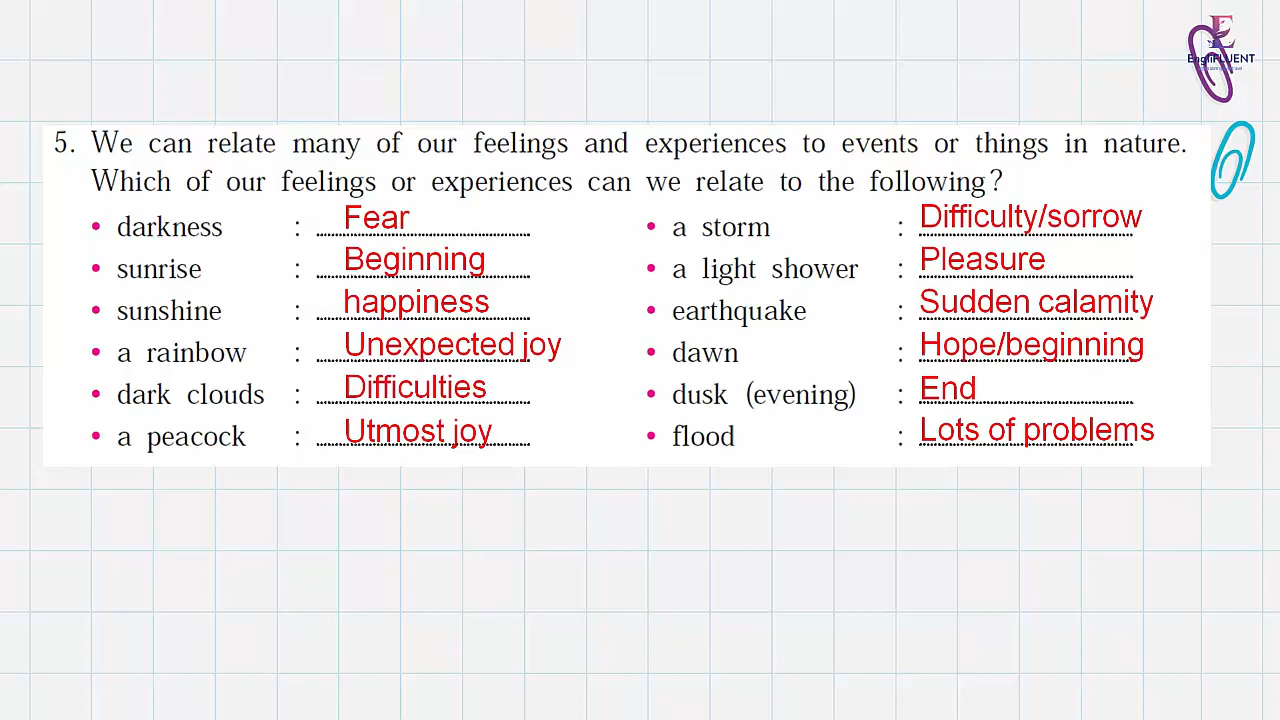 E
EngliFLUENT
5. We can relate many of our feelings and experiences to events or things in nature.
Which of our feelings or experiences can we relate to the following?
• darkness : Fear
• sunrise : Beginning
• sunshine : happiness
• a rainbow : Unexpected joy
• dark clouds : Difficulties
• a peacock : Utmost joy
• a storm : Difficulty/sorrow
• a light shower : Pleasure
• earthquake : Sudden calamity
• dawn : Hope/beginning
• dusk (evening) : End
• flood : Lots of problems